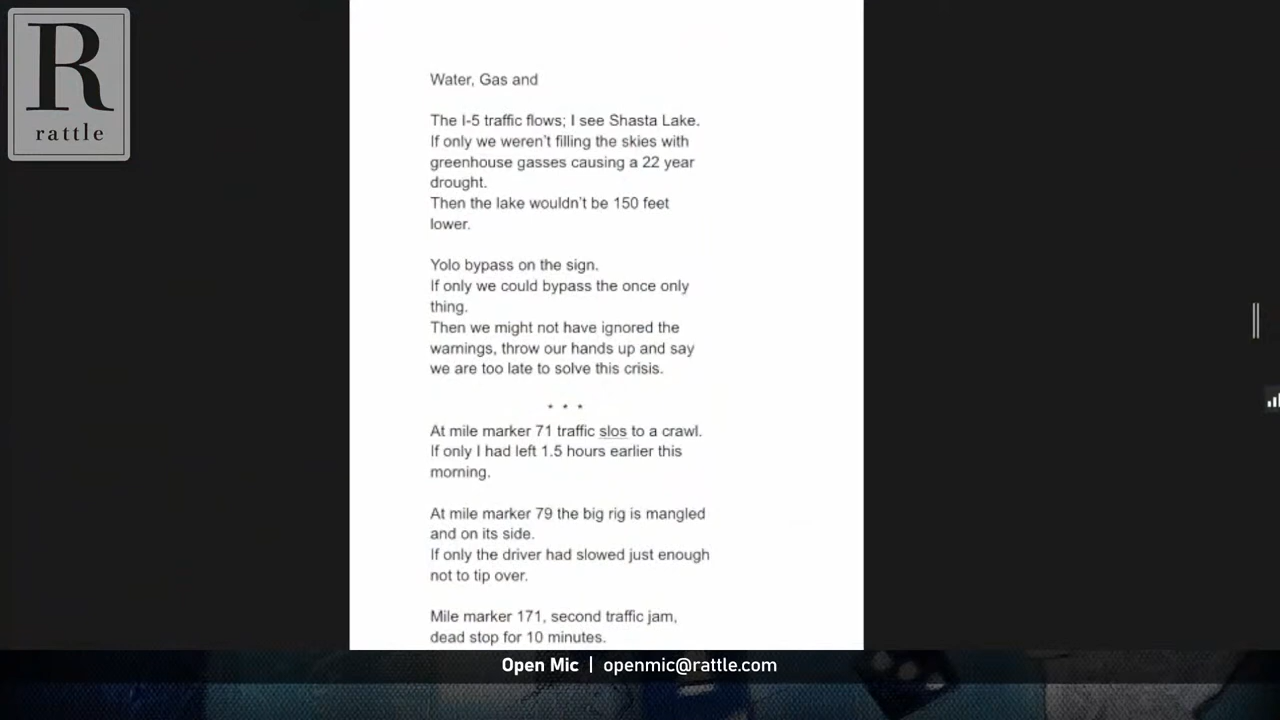 R
rattle
Water, Gas and
The I-5 traffic flows; I see Shasta Lake.
If only we weren't filling the skies with
greenhouse gasses causing a 22 year
drought.
Then the lake wouldn't be 150 feet
lower.
Yolo bypass on the sign.
If only we could bypass the once only
thing.
Then we might not have ignored the
warnings, throw our hands up and say
we are too late to solve this crisis.
* * *
At mile marker 71 traffic slos to a crawl.
If only I had left 1.5 hours earlier this
morning.
At mile marker 79 the big rig is mangled
and on its side.
If only the driver had slowed just enough
not to tip over.
Mile marker 171, second traffic jam,
dead stop for 10 minutes.
Open Mic | openmic@rattle.com